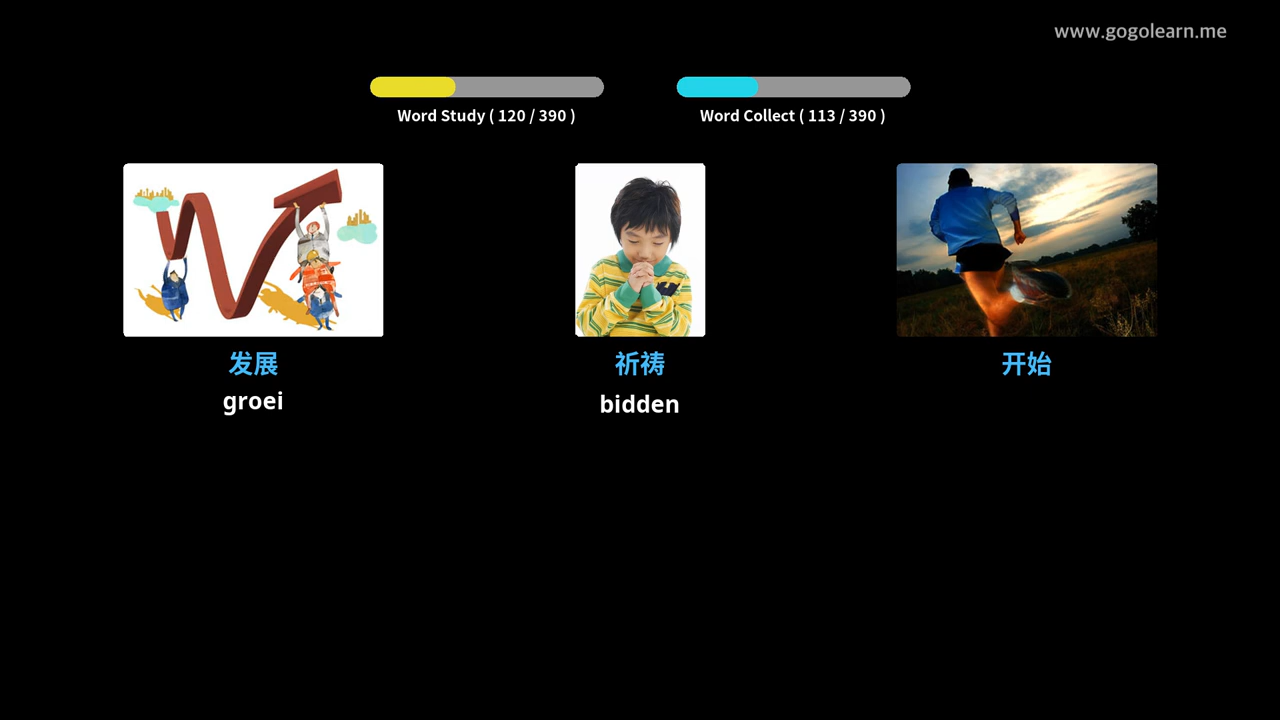 www.gogolearn.me
Word Study ( 120 / 390 )
Word Collect ( 113 / 390 )
发展
祈祷
开始
groei
bidden